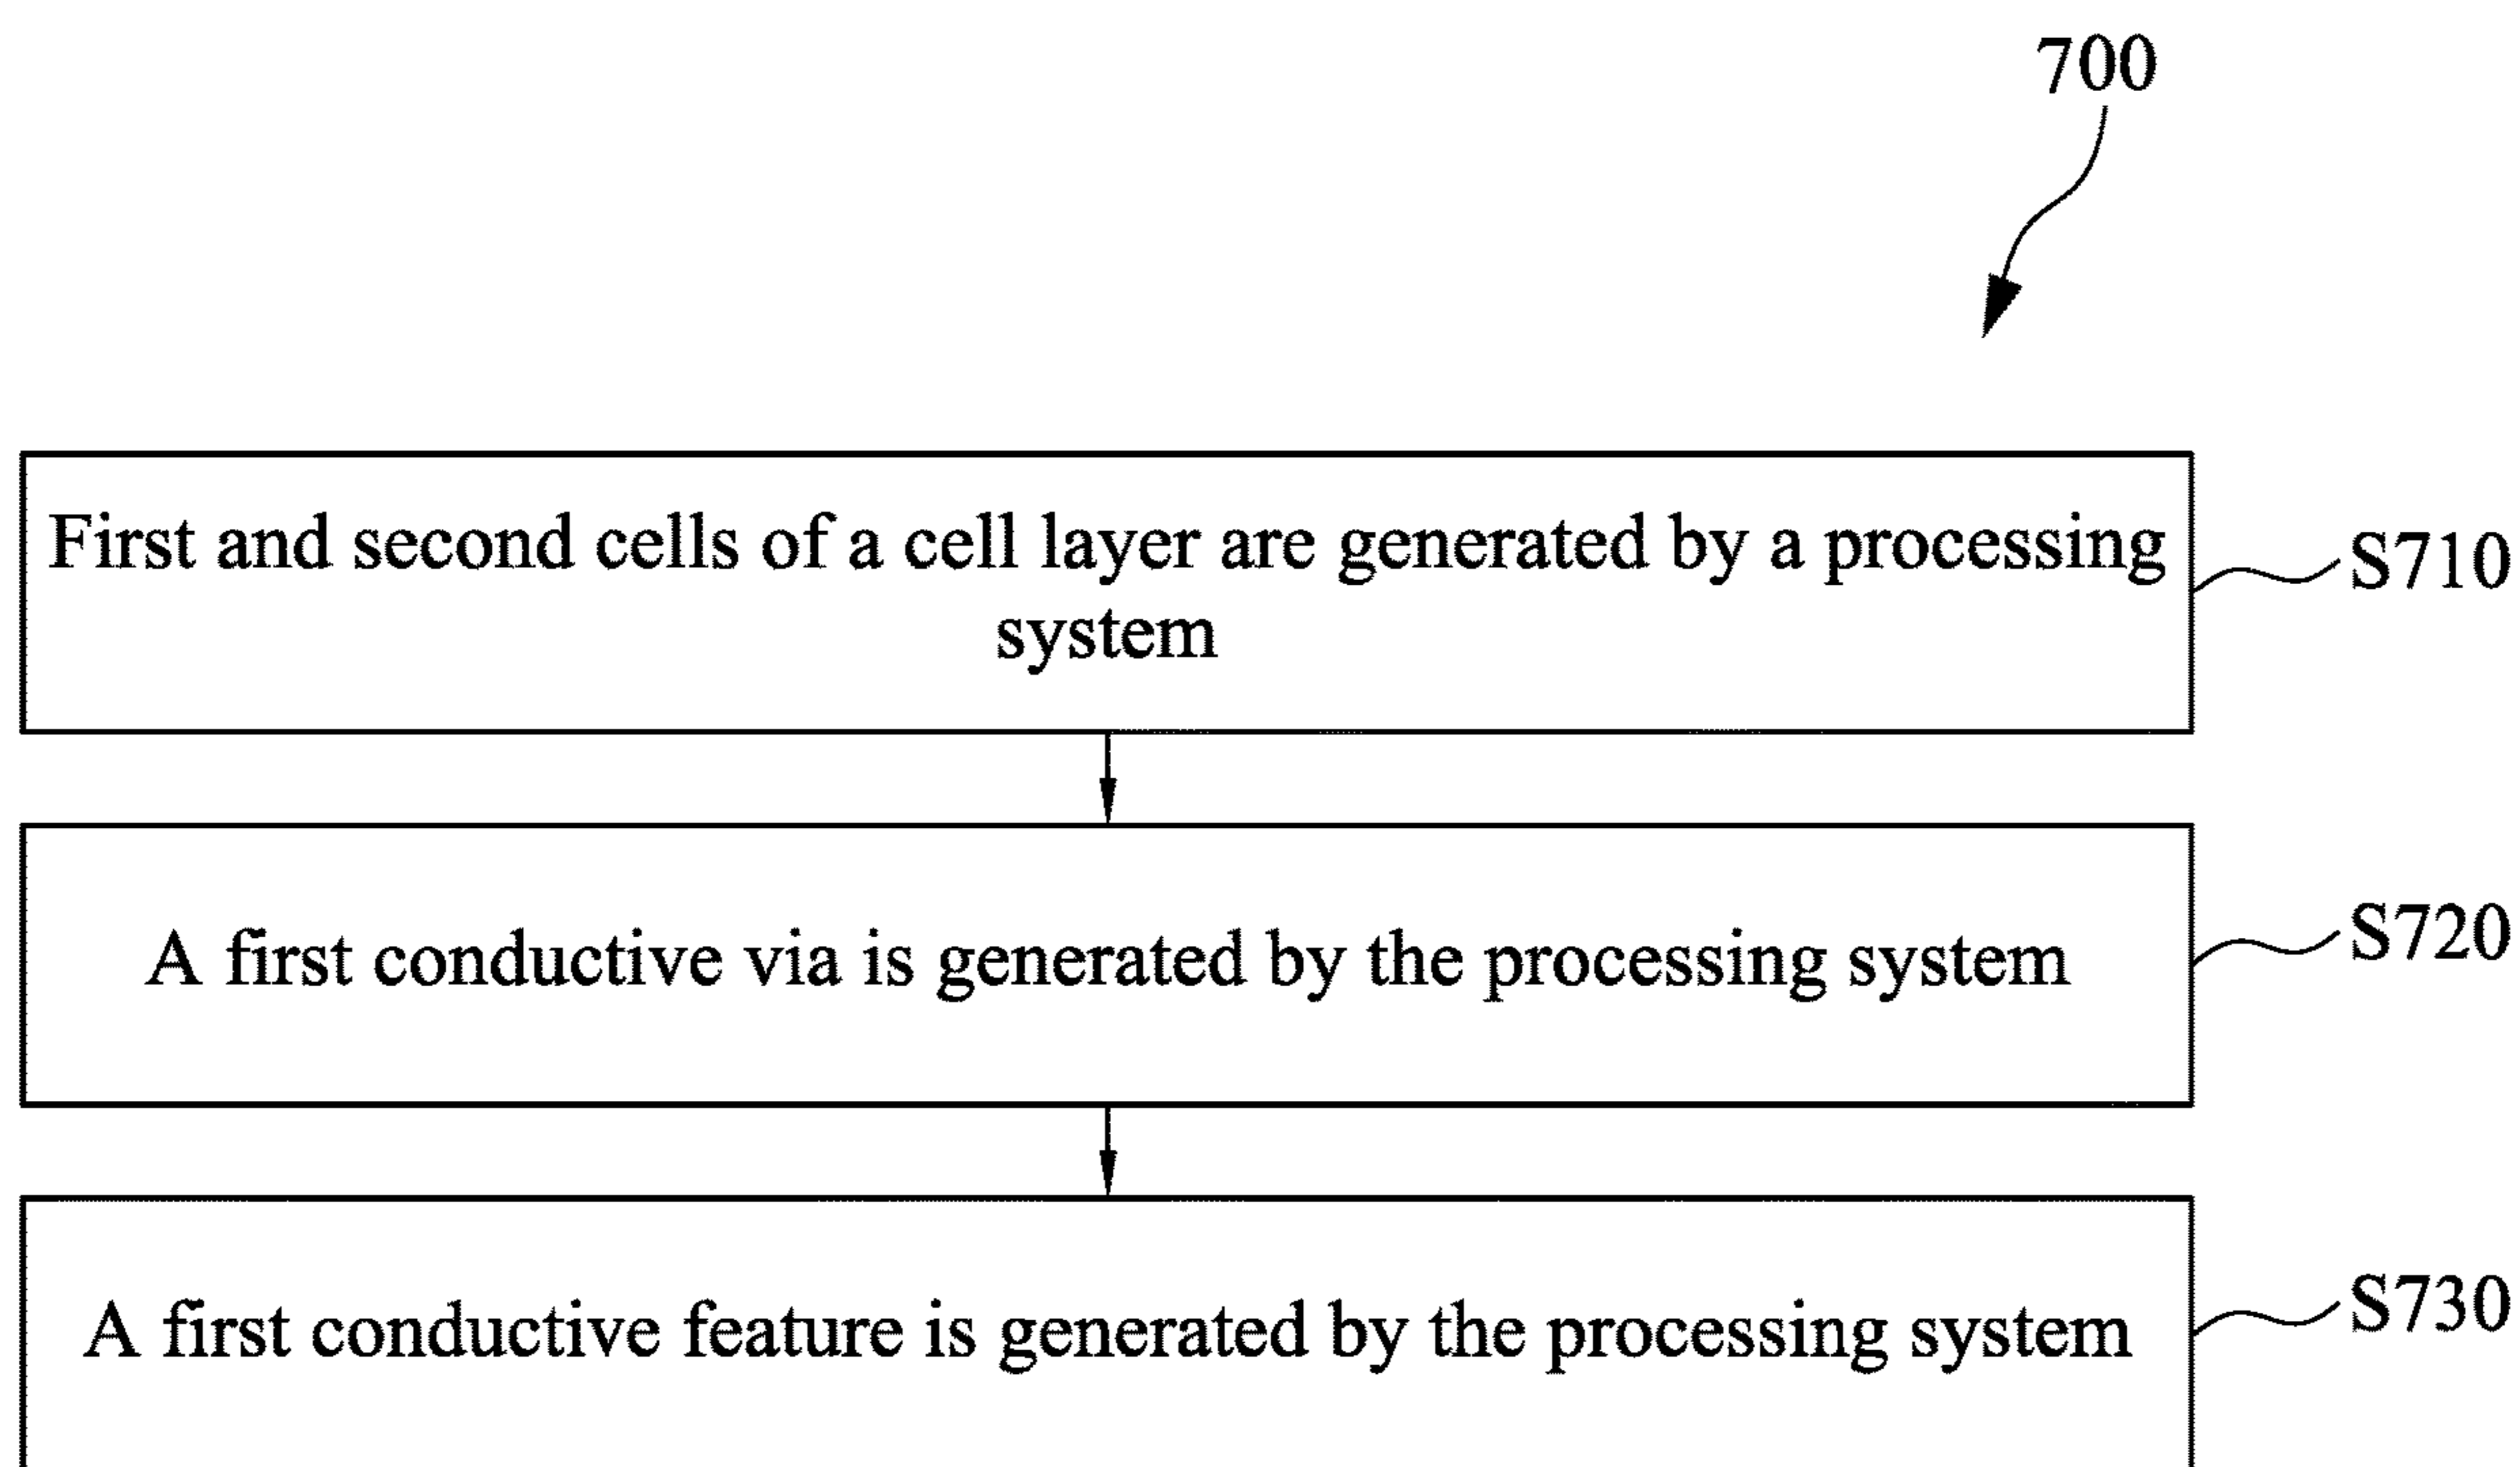 700
First and second cells of a cell layer are generated by a processing
system
S710
A first conductive via is generated by the processing system
S720
A first conductive feature is generated by the processing system
S730